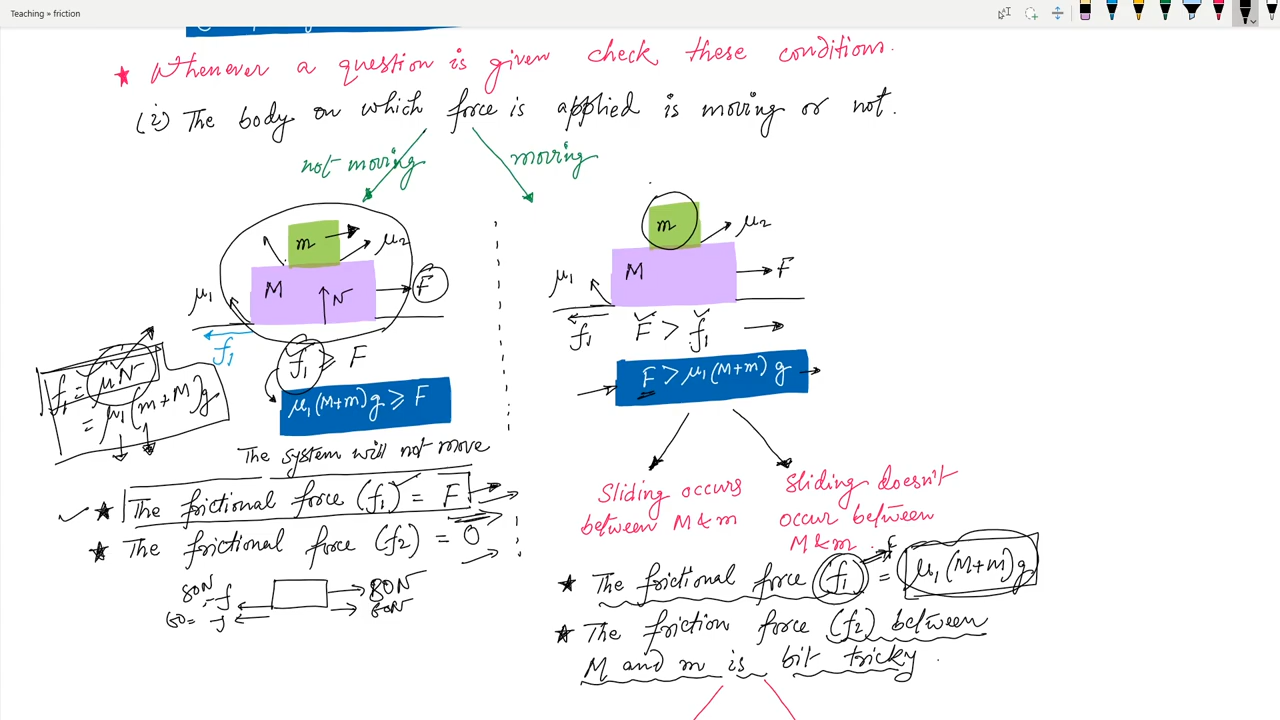 Teaching » friction
★ Whenever a question is given check these condition.
(i) The body on which force is applied is moving or not.
not moving
moving
m
μ2
M
N
F
μ1
f1
f1 ≥ F
μ1(M+m)g ≥ F
f1 = μN
= μ1(m+M)g
The system will not move
★ The frictional force (f1) = F
★ The frictional force (f2) = 0
80N = f
80N
60 = f
60N
m
μ2
M
F
μ1
f1
F > f1
F > μ1(M+m)g
Sliding occurs
between M & m
Sliding doesn't
occur between
M & m
★ The frictional force (f1) = μ1(M+m)g
★ The friction force (f2) between
M and m is bit tricky.